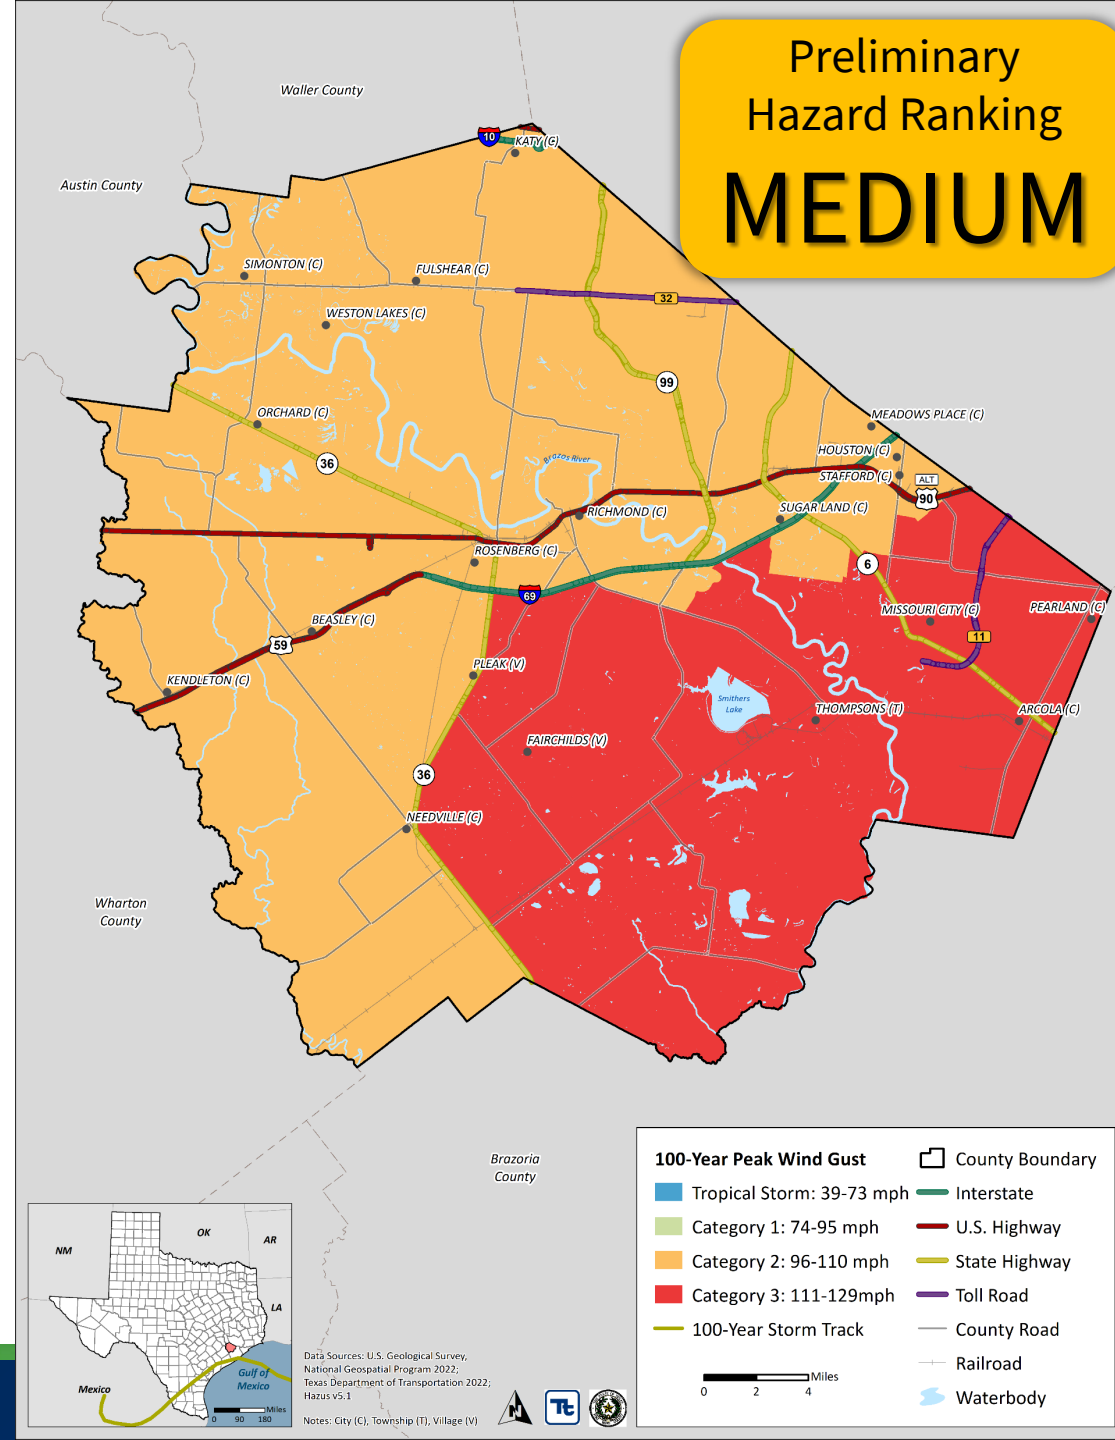 Preliminary
Hazard Ranking
MEDIUM
Waller County
Austin County
10
KATY (C)
SIMONTON (C)
FULSHEAR (C)
32
WESTON LAKES (C)
99
ORCHARD (C)
MEADOWS PLACE (C)
36
Brazos River
HOUSTON (C)
STAFFORD (C)
ALT
90
RICHMOND (C)
SUGAR LAND (C)
ROSENBERG (C)
6
69
BEASLEY (C)
MISSOURI CITY (C)
PEARLAND (C)
59
11
PLEAK (V)
KENDLETON (C)
Smithers
Lake
THOMPSONS (T)
ARCOLA (C)
FAIRCHILDS (V)
36
NEEDVILLE (C)
Wharton
County
Brazoria
County
100-Year Peak Wind Gust
Tropical Storm: 39-73 mph
Category 1: 74-95 mph
Category 2: 96-110 mph
Category 3: 111-129mph
100-Year Storm Track
0 2 4 Miles
County Boundary
Interstate
U.S. Highway
State Highway
Toll Road
County Road
Railroad
Waterbody
NM
OK
AR
LA
Mexico
Gulf of
Mexico
Miles
0 90 180
Data Sources: U.S. Geological Survey,
National Geospatial Program 2022;
Texas Department of Transportation 2022;
Hazus v5.1
Notes: City (C), Township (T), Village (V)
N
Tt